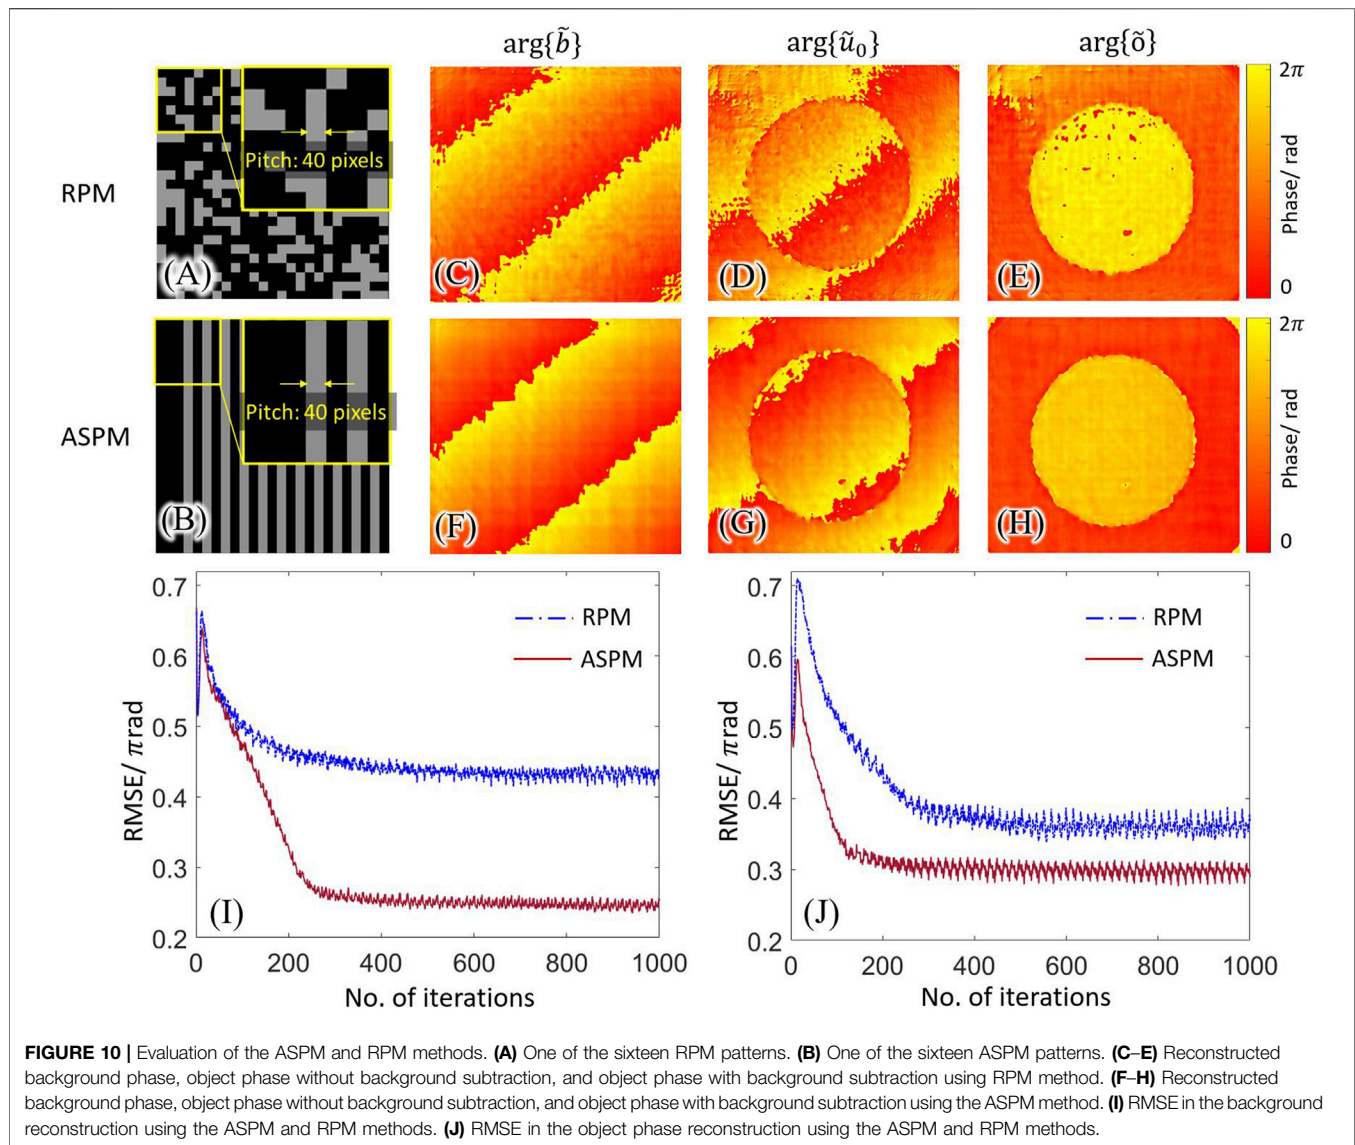 arg{b̃} arg{ũ₀} arg{õ}
RPM
Pitch: 40 pixels
(A) (C) (D) (E)
2π
Phase/ rad
0
ASPM
Pitch: 40 pixels
(B) (F) (G) (H)
2π
Phase/ rad
0
0.7
0.6
0.5
0.4
0.3
0.2
RMSE/ πrad
RPM
ASPM
(I)
0 200 400 600 800 1000
No. of iterations
0.7
0.6
0.5
0.4
0.3
0.2
RMSE/ πrad
RPM
ASPM
(J)
0 200 400 600 800 1000
No. of iterations
FIGURE 10 | Evaluation of the ASPM and RPM methods. (A) One of the sixteen RPM patterns. (B) One of the sixteen ASPM patterns. (C–E) Reconstructed
background phase, object phase without background subtraction, and object phase with background subtraction using RPM method. (F–H) Reconstructed
background phase, object phase without background subtraction, and object phase with background subtraction using the ASPM method. (I) RMSE in the background
reconstruction using the ASPM and RPM methods. (J) RMSE in the object phase reconstruction using the ASPM and RPM methods.